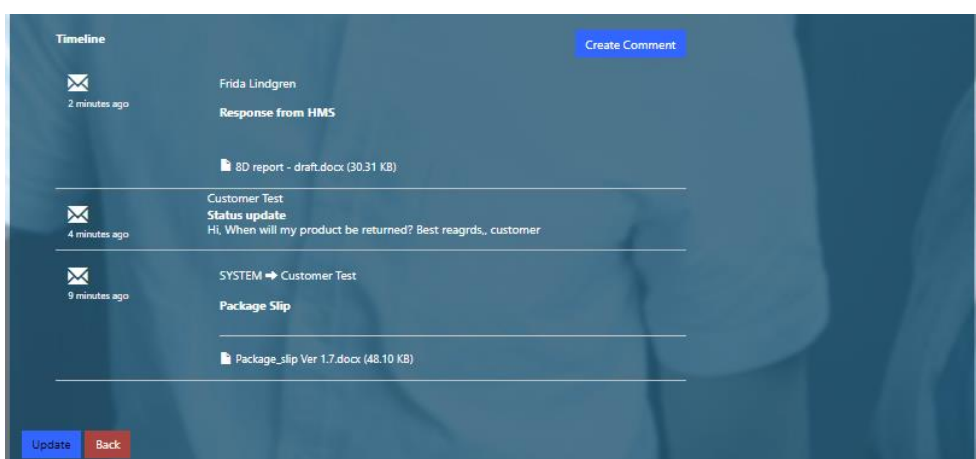 Timeline
Create Comment
Frida Lindgren
2 minutes ago
Response from HMS
8D report - draft.docx (30.31 KB)
Customer Test
Status update
4 minutes ago
Hi, When will my product be returned? Best reagrds,, customer
SYSTEM ➔ Customer Test
9 minutes ago
Package Slip
Package_slip Ver 1.7.docx (48.10 KB)
Update
Back